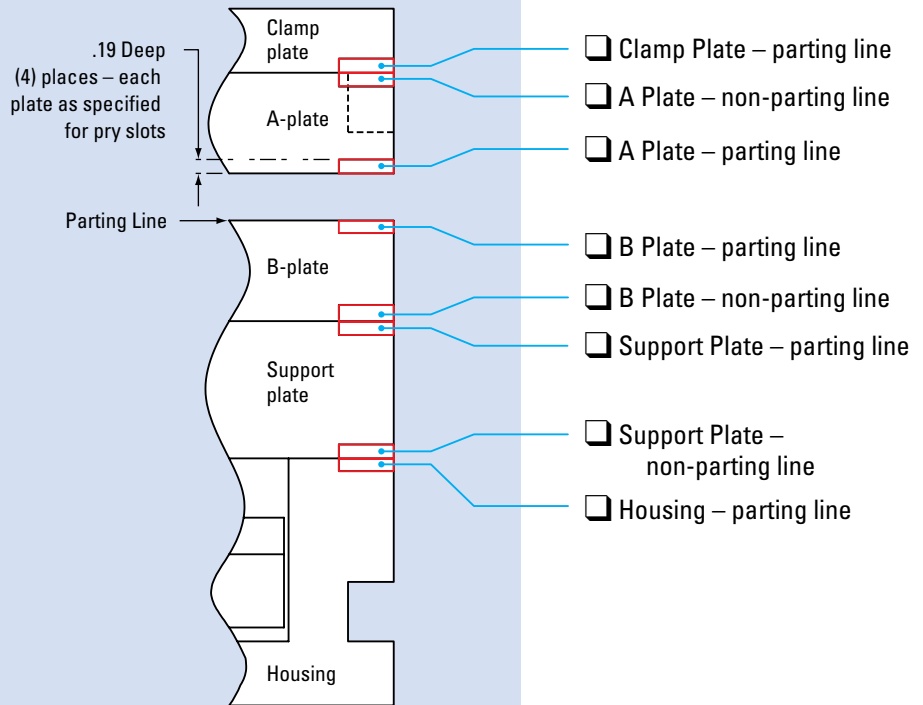 Clamp
plate
.19 Deep
(4) places – each
plate as specified
for pry slots
A-plate
Parting Line
B-plate
Support
plate
Housing
❏ Clamp Plate – parting line
❏ A Plate – non-parting line
❏ A Plate – parting line
❏ B Plate – parting line
❏ B Plate – non-parting line
❏ Support Plate – parting line
❏ Support Plate –
non-parting line
❏ Housing – parting line